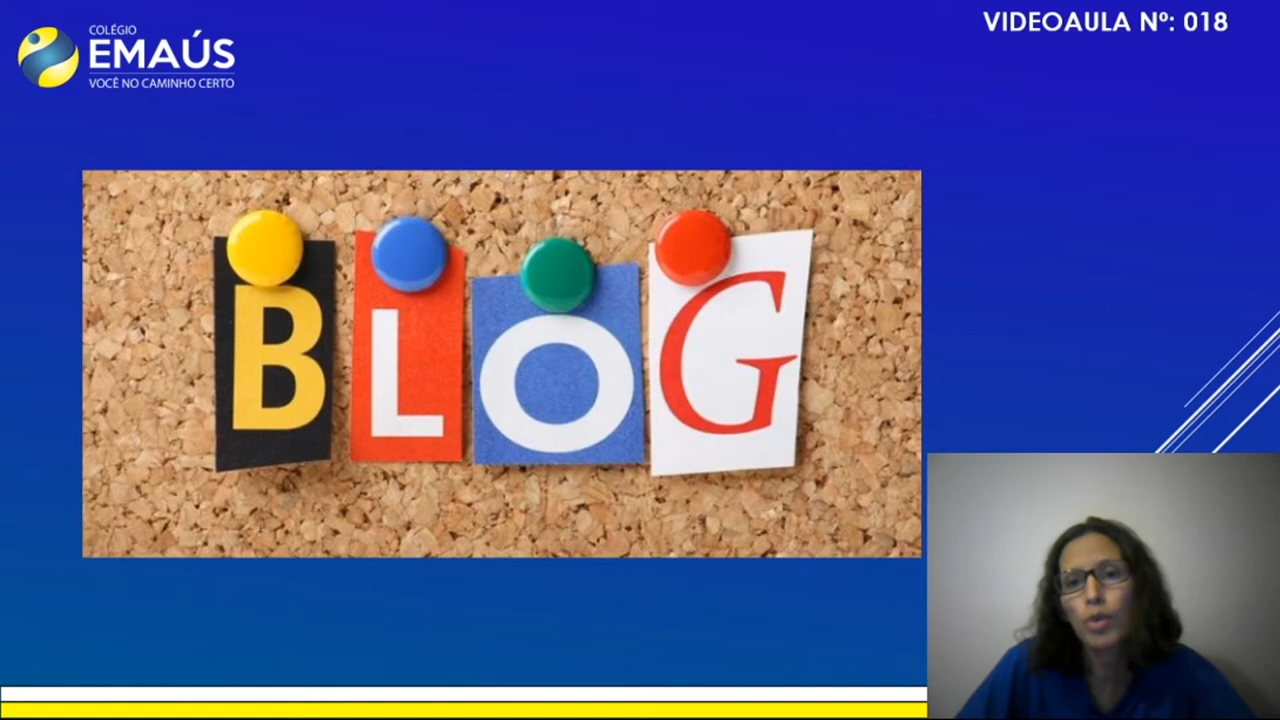 COLÉGIO
EMAÚS
VOCÊ NO CAMINHO CERTO
VIDEOAULA Nº: 018
BLOG